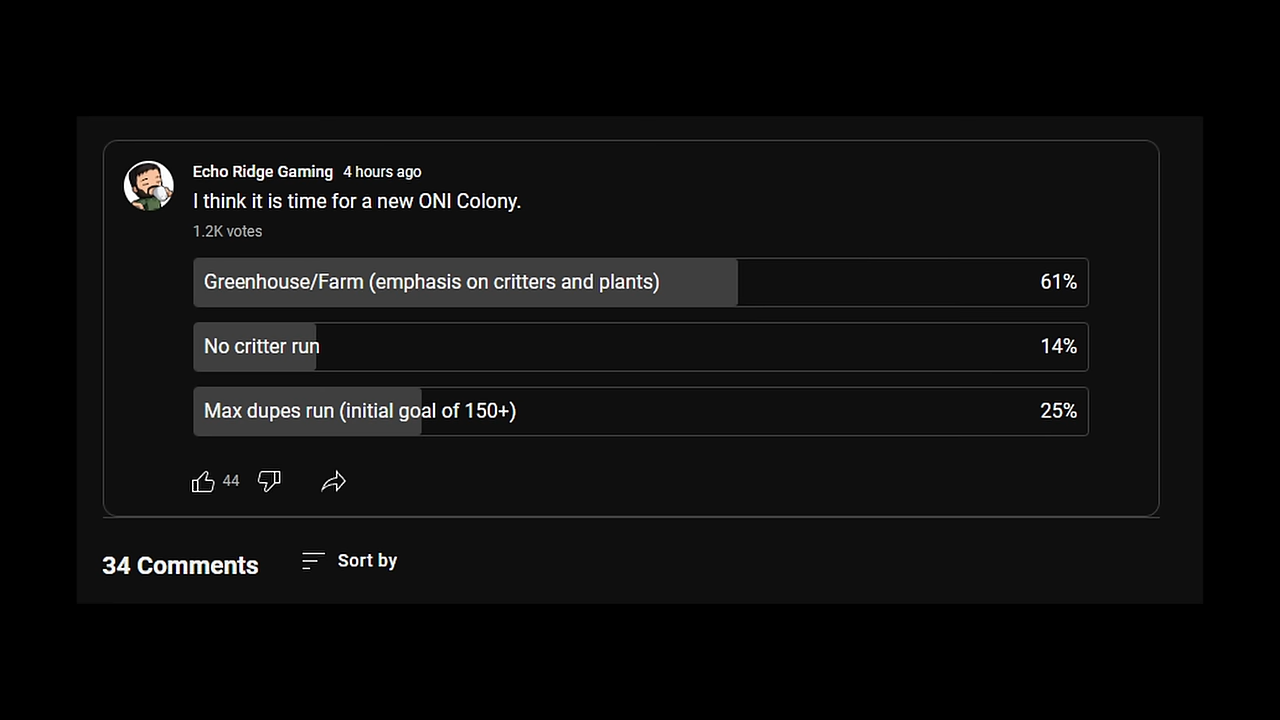 Echo Ridge Gaming 4 hours ago
I think it is time for a new ONI Colony.
1.2K votes
Greenhouse/Farm (emphasis on critters and plants) 61%
No critter run 14%
Max dupes run (initial goal of 150+) 25%
44
34 Comments Sort by